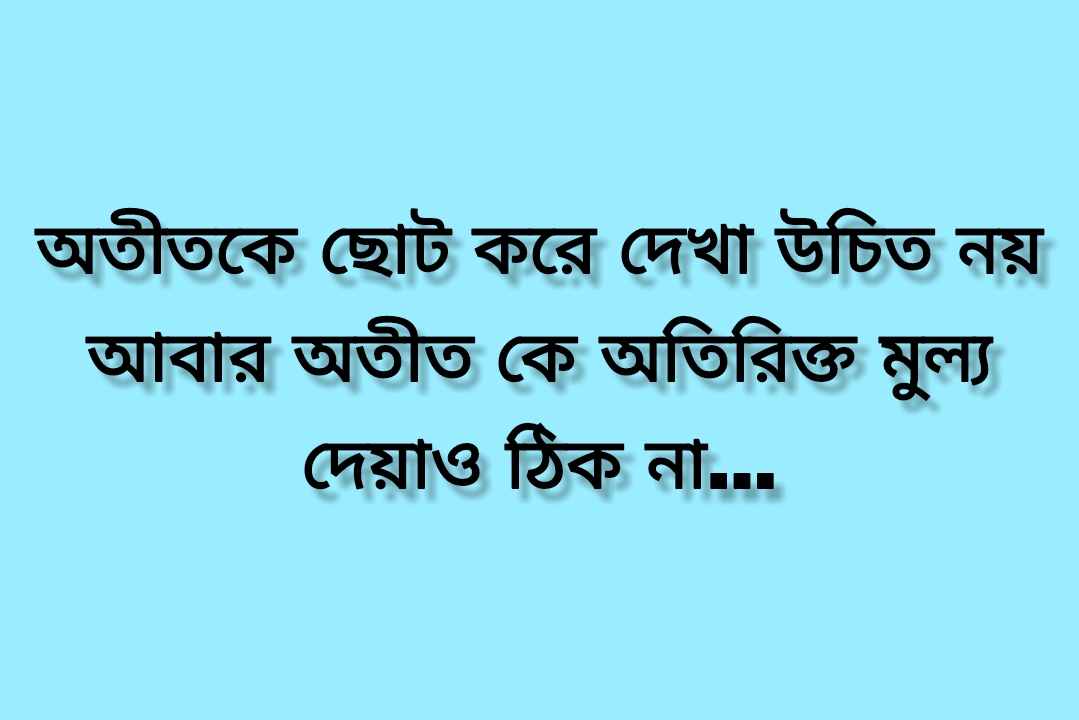 অতীতকে ছোট করে দেখা উচিত নয়
আবার অতীত কে অতিরিক্ত মুল্য
দেয়াও ঠিক না...